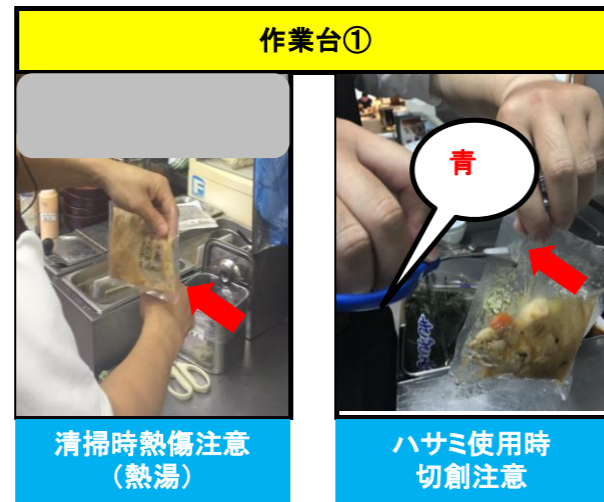 作業台①
青
清掃時熱傷注意
（熱湯）
ハサミ使用時
切創注意